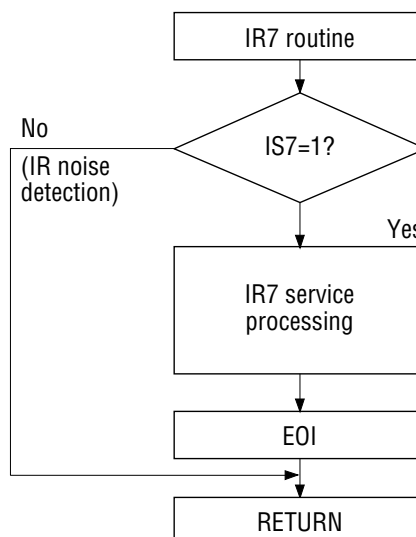 IR7 routine
No
(IR noise
detection)
IS7=1?
Yes
IR7 service
processing
EOI
RETURN